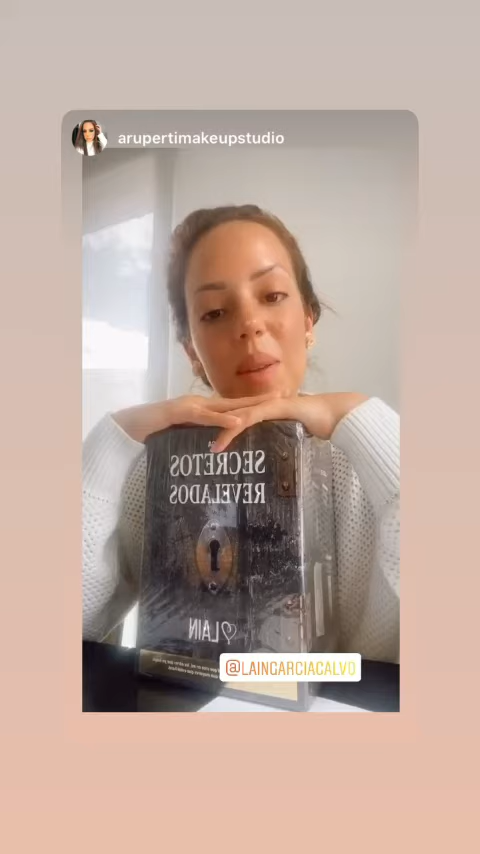 arupertimakeupstudio
SECRETOS
REVELADOS
LAIN
@LAINGARCIACALVO